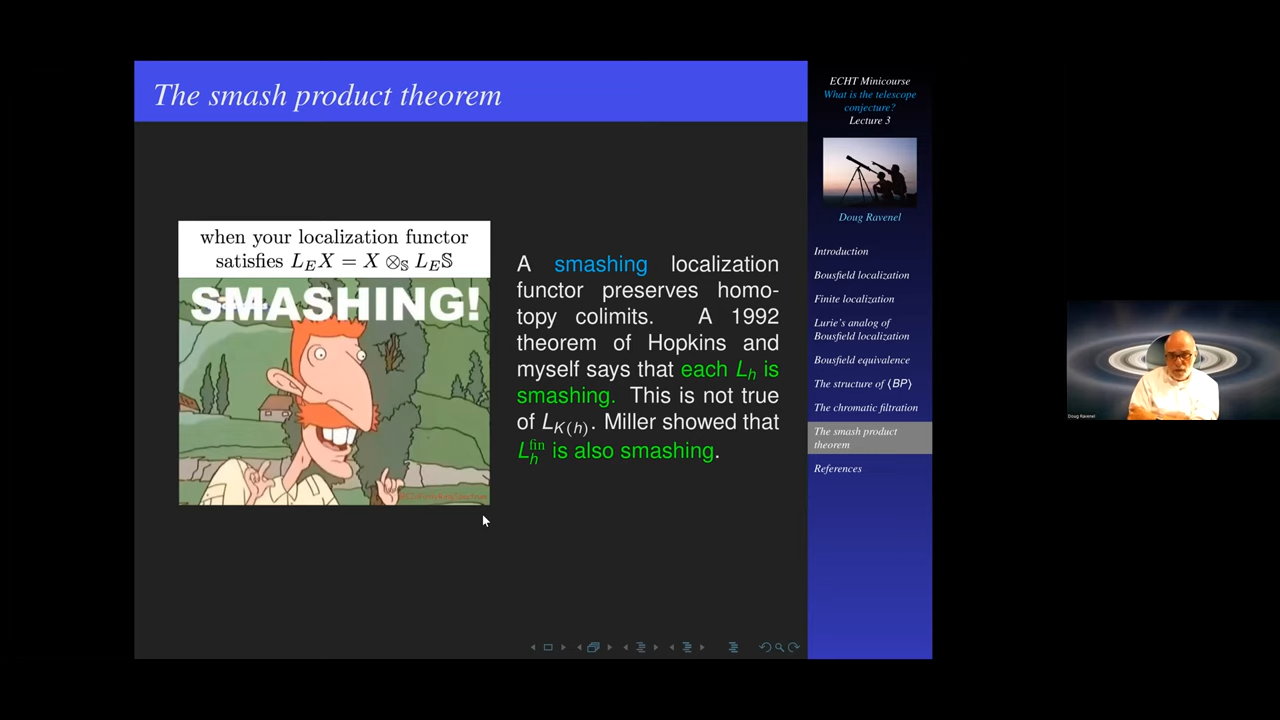 The smash product theorem
when your localization functor
satisfies L_E X = X ⊗_𝕊 L_E 𝕊
SMASHING!
A smashing localization
functor preserves homo-
topy colimits. A 1992
theorem of Hopkins and
myself says that each L_h is
smashing. This is not true
of L_{K(h)}. Miller showed that
L_h^{fin} is also smashing.
ECHT Minicourse
What is the telescope
conjecture?
Lecture 3
Doug Ravenel
Introduction
Bousfield localization
Finite localization
Lurie's analog of
Bousfield localization
Bousfield equivalence
The structure of ⟨BP⟩
The chromatic filtration
The smash product
theorem
References
Doug Ravenel